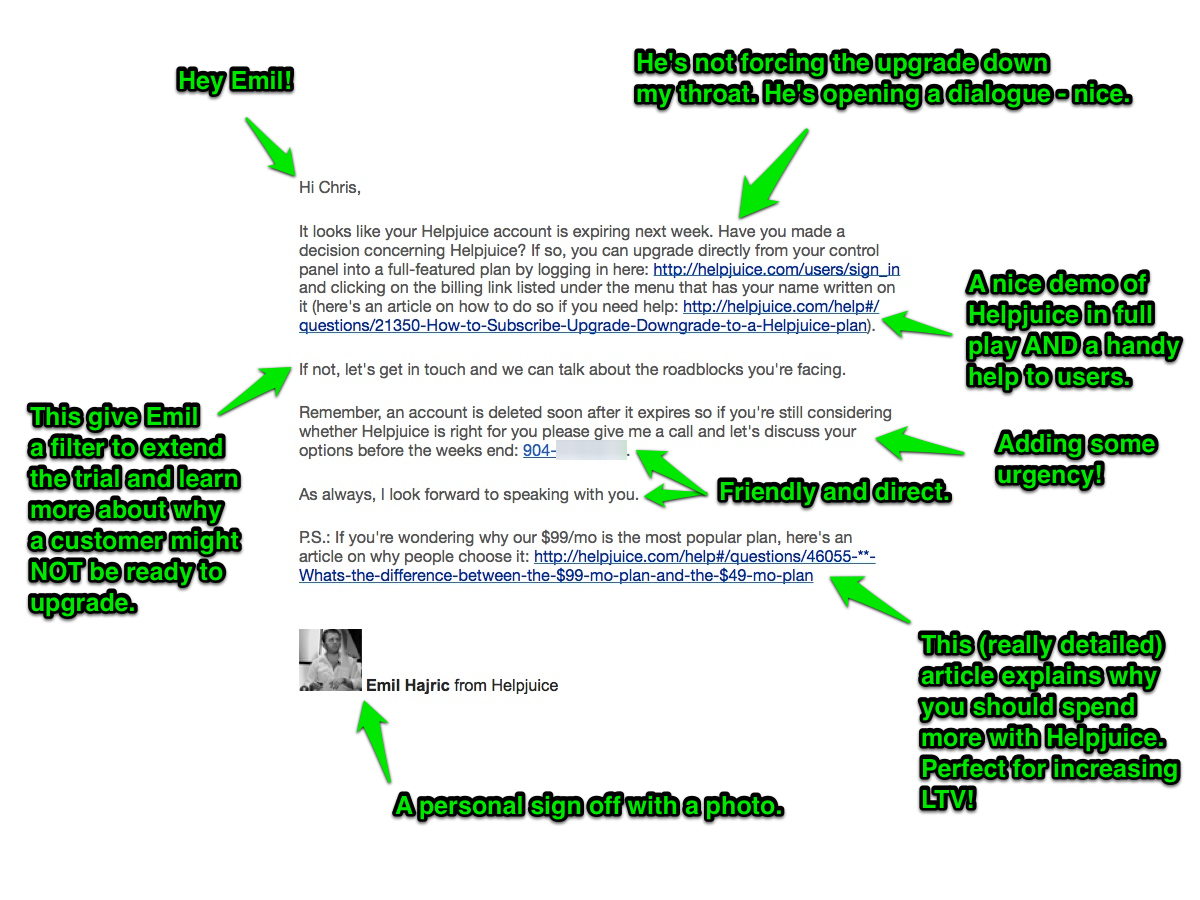 Hey Emil!
He's not forcing the upgrade down
my throat. He's opening a dialogue - nice.
Hi Chris,
It looks like your Helpjuice account is expiring next week. Have you made a
decision concerning Helpjuice? If so, you can upgrade directly from your control
panel into a full-featured plan by logging in here: http://helpjuice.com/users/sign_in
and clicking on the billing link listed under the menu that has your name written on
it (here's an article on how to do so if you need help: http://helpjuice.com/help#/
questions/21350-How-to-Subscribe-Upgrade-Downgrade-to-a-Helpjuice-plan).
A nice demo of
Helpjuice in full
play AND a handy
help to users.
If not, let's get in touch and we can talk about the roadblocks you're facing.
This give Emil
a filter to extend
the trial and learn
more about why
a customer might
NOT be ready to
upgrade.
Remember, an account is deleted soon after it expires so if you're still considering
whether Helpjuice is right for you please give me a call and let's discuss your
options before the weeks end: 904-
Adding some
urgency!
As always, I look forward to speaking with you.
Friendly and direct.
P.S.: If you're wondering why our $99/mo is the most popular plan, here's an
article on why people choose it: http://helpjuice.com/help#/questions/46055-**-
Whats-the-difference-between-the-$99-mo-plan-and-the-$49-mo-plan
This (really detailed)
article explains why
you should spend
more with Helpjuice.
Perfect for increasing
LTV!
Emil Hajric from Helpjuice
A personal sign off with a photo.